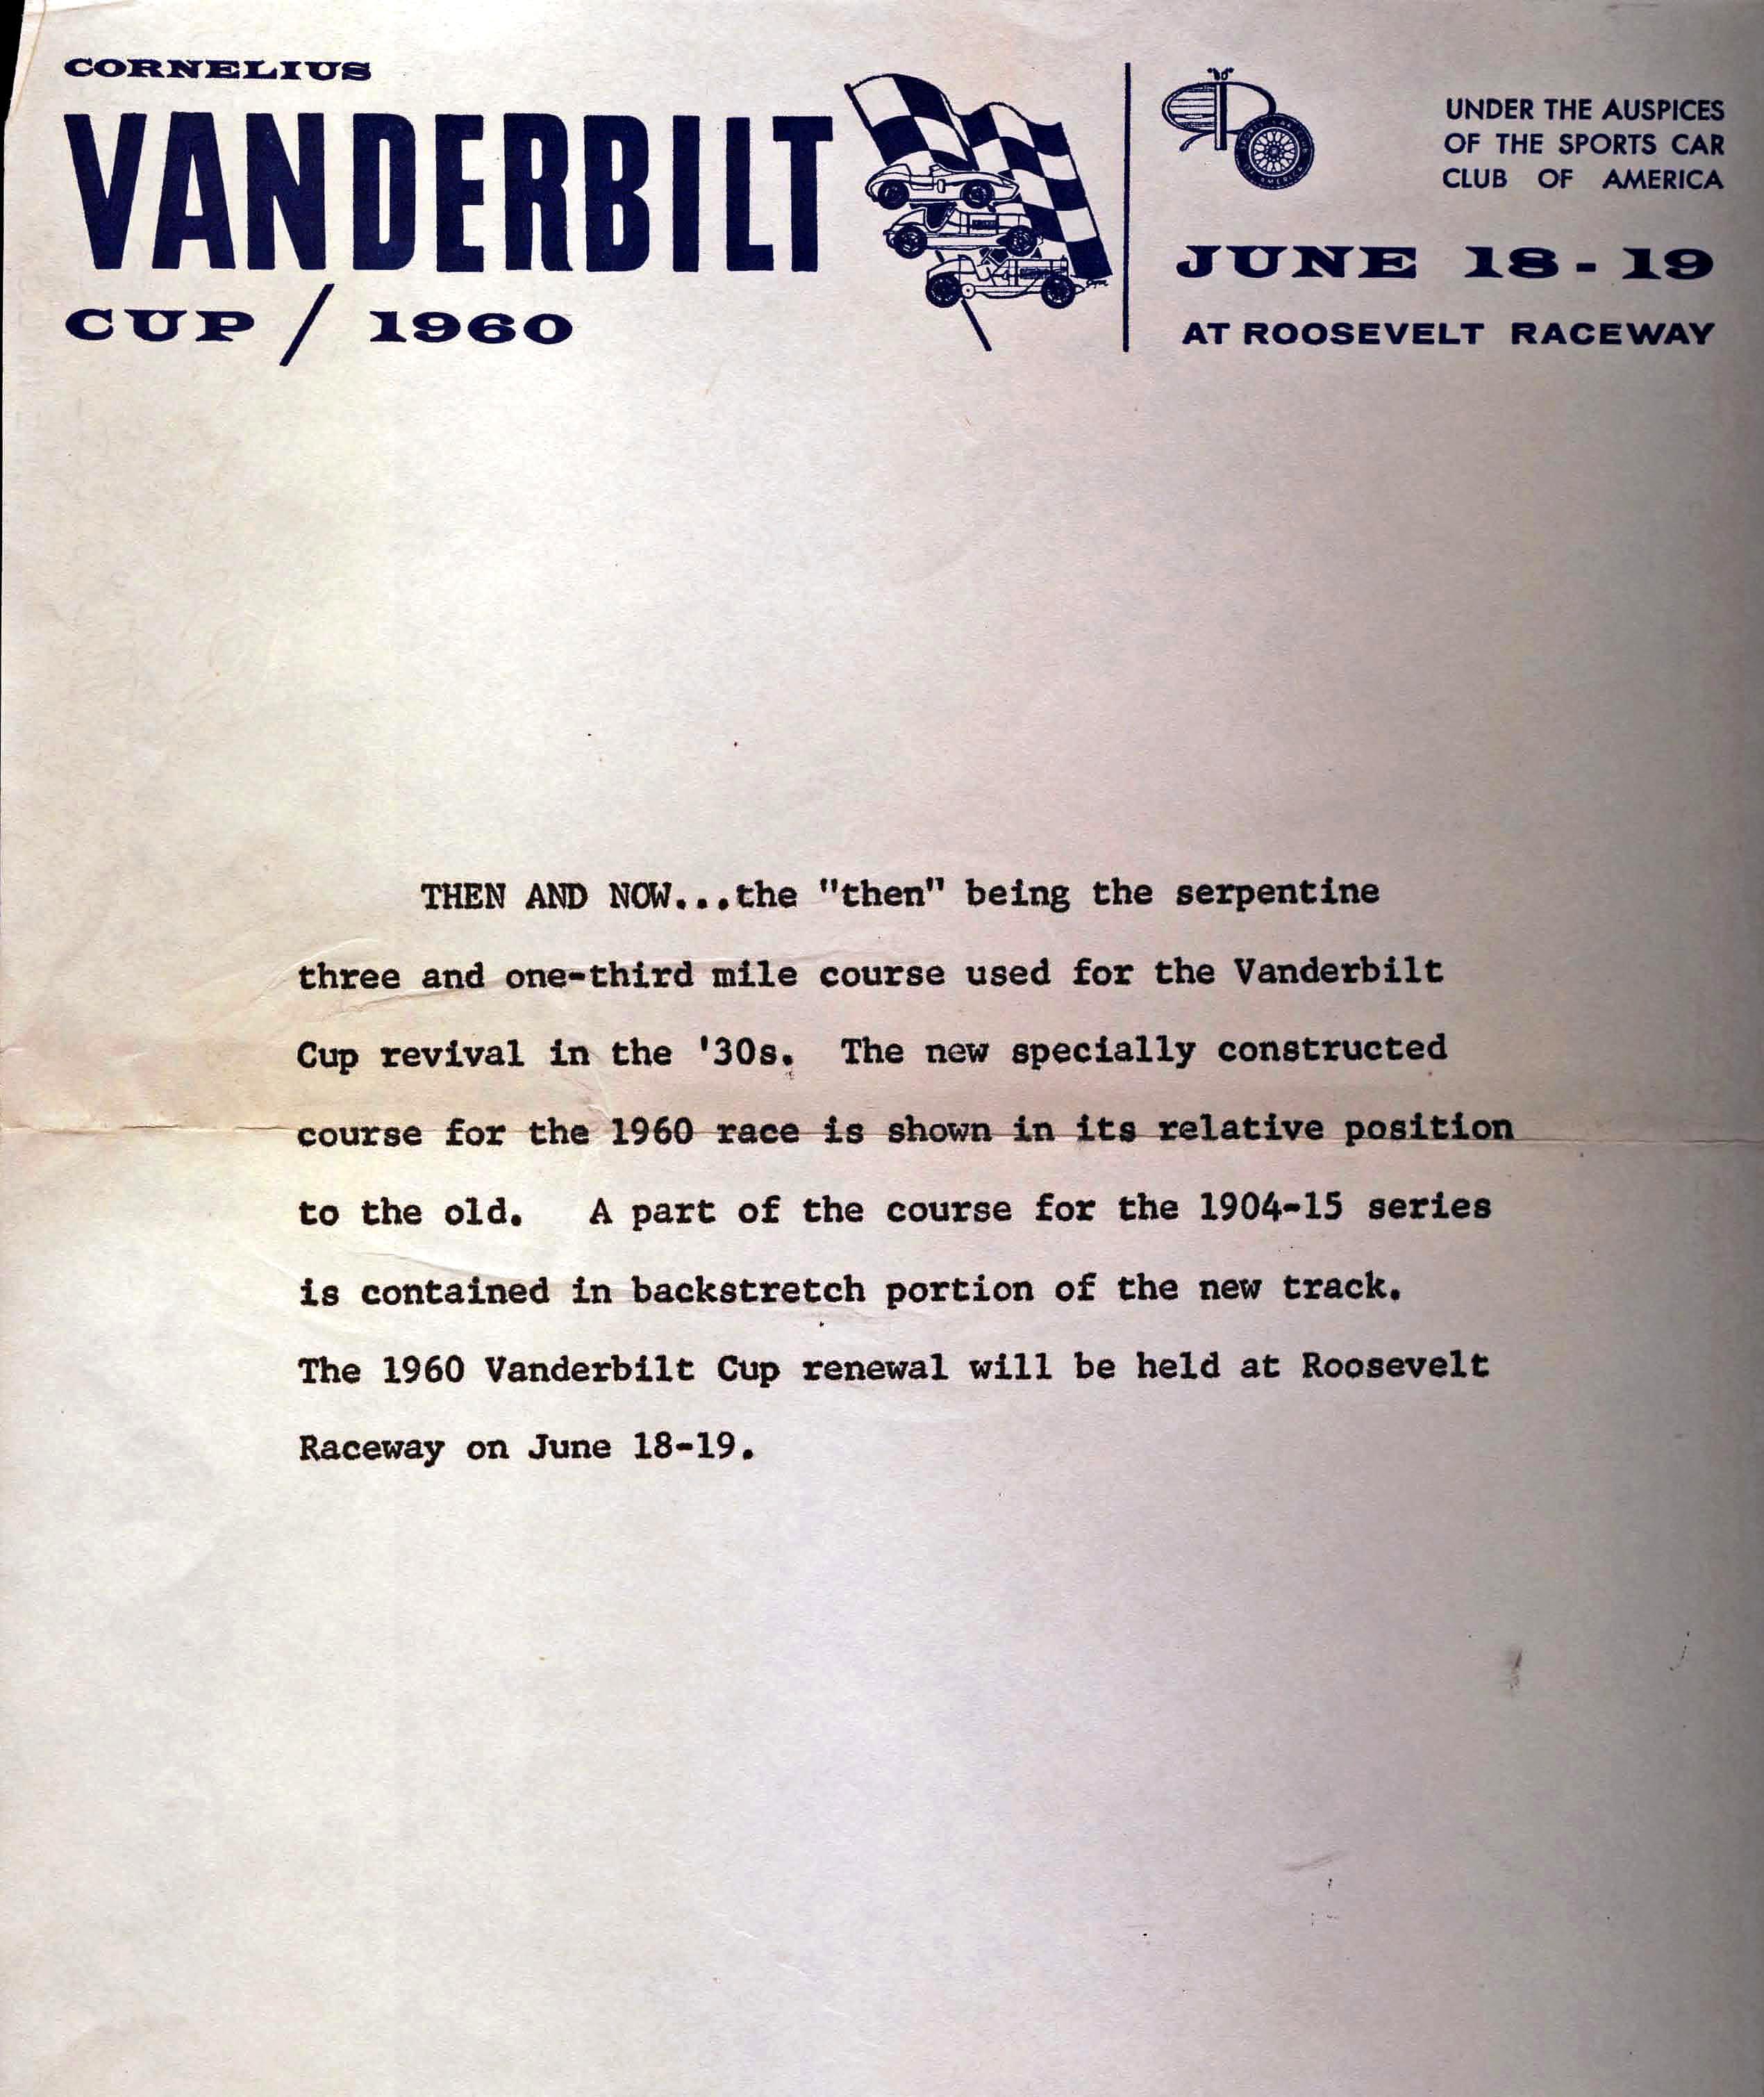 CORNELIUS
VANDERBILT
CUP / 1960
UNDER THE AUSPICES
OF THE SPORTS CAR
CLUB OF AMERICA
JUNE 18 - 19
AT ROOSEVELT RACEWAY
THEN AND NOW...the "then" being the serpentine
three and one-third mile course used for the Vanderbilt
Cup revival in the '30s. The new specially constructed
course for the 1960 race is shown in its relative position
to the old. A part of the course for the 1904-15 series
is contained in backstretch portion of the new track.
The 1960 Vanderbilt Cup renewal will be held at Roosevelt
Raceway on June 18-19.